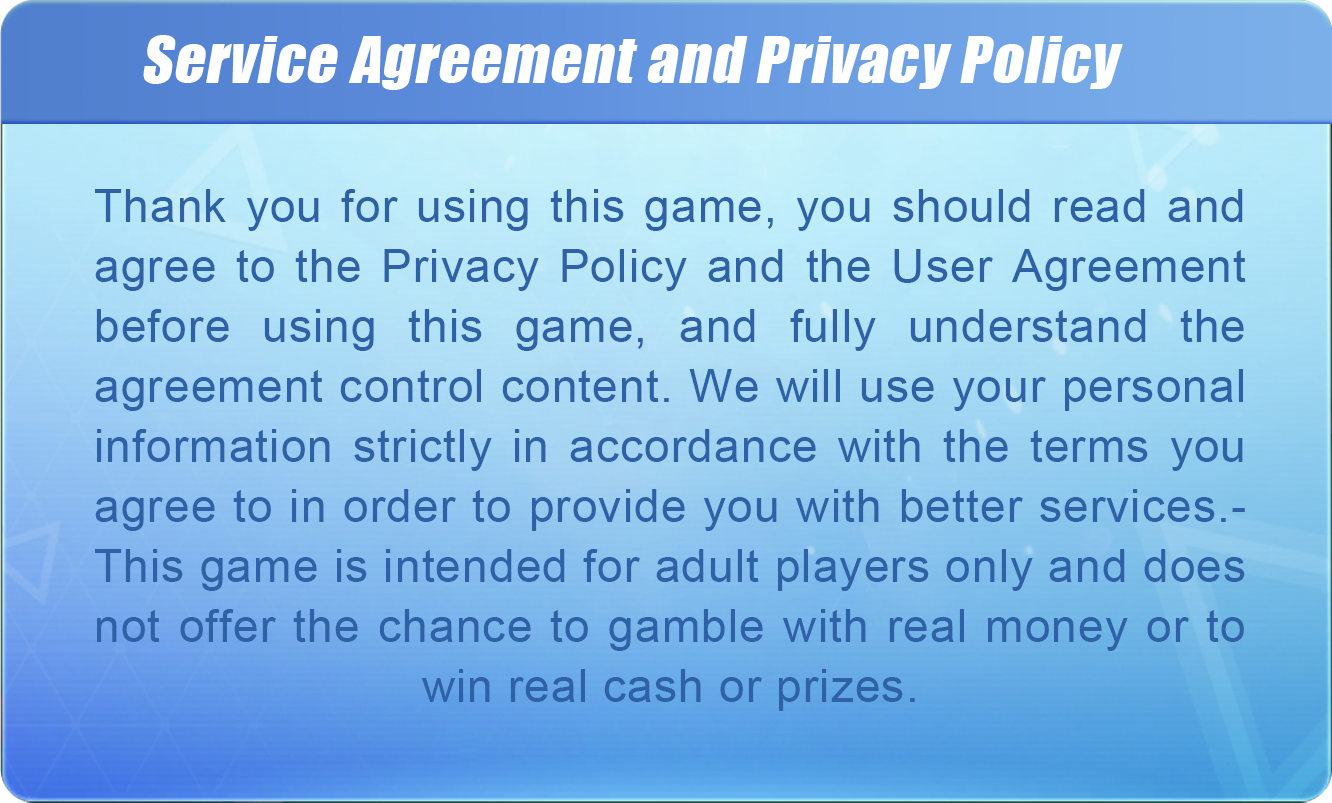 Service Agreement and Privacy Policy
Thank you for using this game, you should read and
agree to the Privacy Policy and the User Agreement
before using this game, and fully understand the
agreement control content. We will use your personal
information strictly in accordance with the terms you
agree to in order to provide you with better services.-
This game is intended for adult players only and does
not offer the chance to gamble with real money or to
win real cash or prizes.